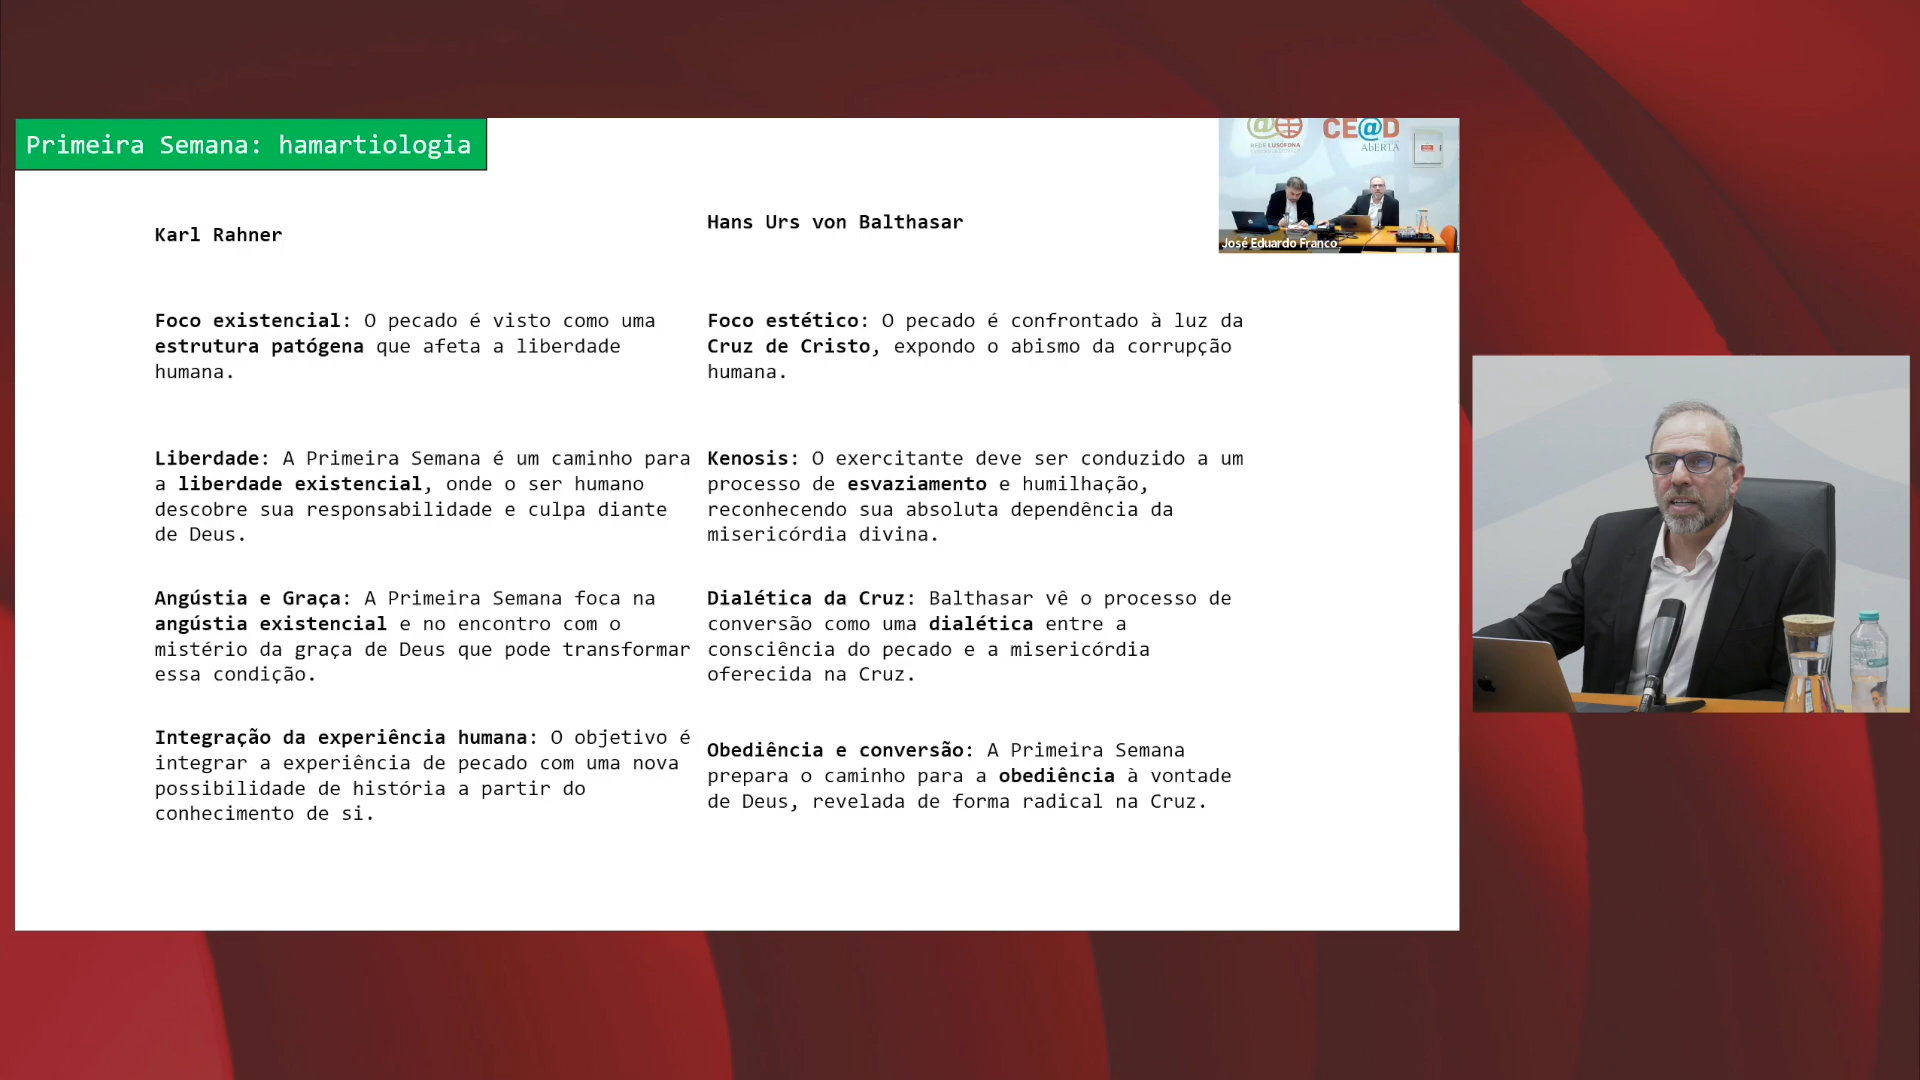 Primeira Semana: hamartiologia
Karl Rahner
Foco existencial: O pecado é visto como uma
estrutura patógena que afeta a liberdade
humana.
Liberdade: A Primeira Semana é um caminho para
a liberdade existencial, onde o ser humano
descobre sua responsabilidade e culpa diante
de Deus.
Angústia e Graça: A Primeira Semana foca na
angústia existencial e no encontro com o
mistério da graça de Deus que pode transformar
essa condição.
Integração da experiência humana: O objetivo é
integrar a experiência de pecado com uma nova
possibilidade de história a partir do
conhecimento de si.
Hans Urs von Balthasar
Foco estético: O pecado é confrontado à luz da
Cruz de Cristo, expondo o abismo da corrupção
humana.
Kenosis: O exercitante deve ser conduzido a um
processo de esvaziamento e humilhação,
reconhecendo sua absoluta dependência da
misericórdia divina.
Dialética da Cruz: Balthasar vê o processo de
conversão como uma dialética entre a
consciência do pecado e a misericórdia
oferecida na Cruz.
Obediência e conversão: A Primeira Semana
prepara o caminho para a obediência à vontade
de Deus, revelada de forma radical na Cruz.
CE@D
AbERTA
José Eduardo Franco